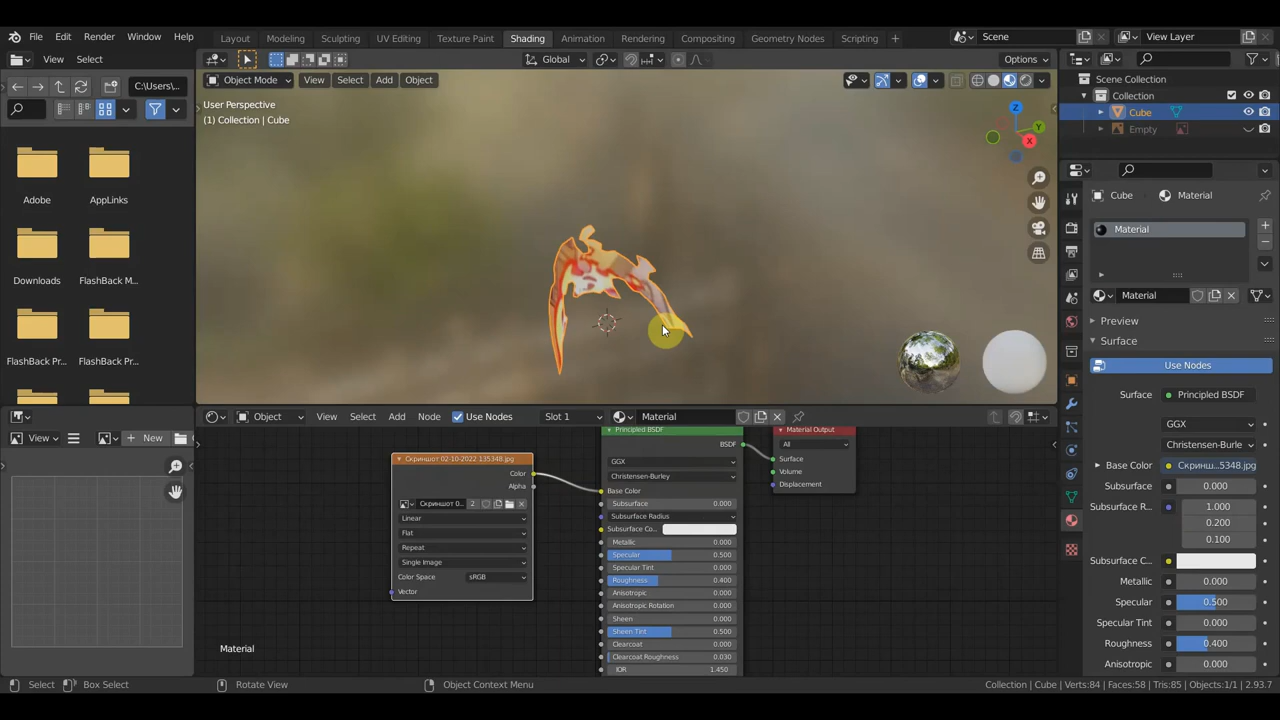 File Edit Render Window Help Layout Modeling Sculpting UV Editing Texture Paint Shading Animation Rendering Compositing Geometry Nodes Scripting + Scene View Layer
View Select Global Options
C:\Users\...
Object Mode View Select Add Object
User Perspective
(1) Collection | Cube
Scene Collection
Collection
Cube
Empty
Z
Y
X
Adobe
AppLinks
Downloads
FlashBack M...
FlashBack Pr...
FlashBack Pr...
Cube Material
Material
Material
Preview
Surface
Use Nodes
Surface Principled BSDF
GGX
Christensen-Burle
Base Color Скринш...5348.jpg
Subsurface 0.000
Subsurface R... 1.000
0.200
0.100
Subsurface C...
Metallic 0.000
Specular 0.500
Specular Tint 0.000
Roughness 0.400
Anisotropic 0.000
View New
Object View Select Add Node Use Nodes Slot 1 Material
Скриншот 02-10-2022 135348.jpg
Color
Alpha
Скриншот 0... 2
Linear
Flat
Repeat
Single Image
Color Space sRGB
Vector
Principled BSDF
BSDF
GGX
Christensen-Burley
Base Color
Subsurface 0.000
Subsurface Radius
Subsurface Co...
Metallic 0.000
Specular 0.500
Specular Tint 0.000
Roughness 0.400
Anisotropic 0.000
Anisotropic Rotation 0.000
Sheen 0.000
Sheen Tint 0.500
Clearcoat 0.000
Clearcoat Roughness 0.030
IOR 1.450
Material Output
All
Surface
Volume
Displacement
Material
Select Box Select Rotate View Object Context Menu Collection | Cube | Verts:84 | Faces:58 | Tris:85 | Objects:1/1 | 2.93.7